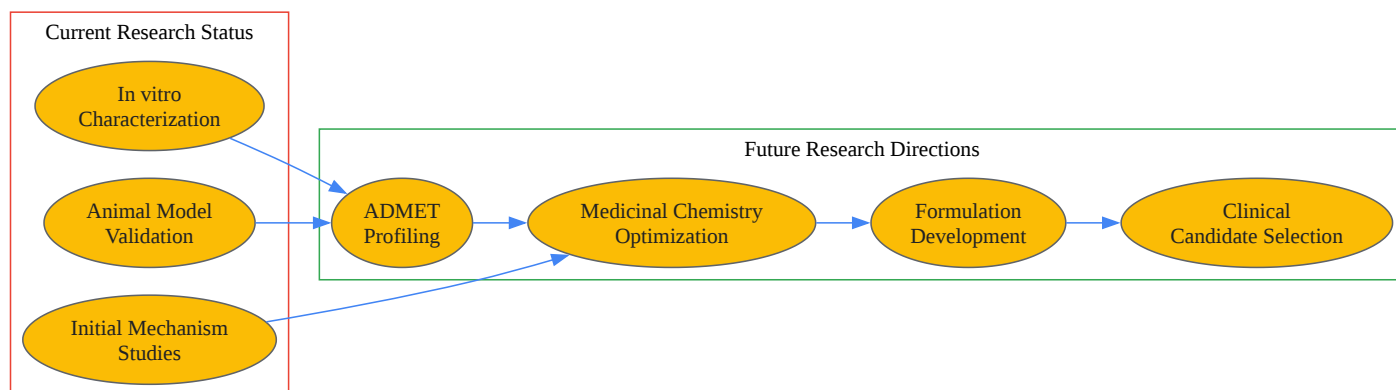 Current Research Status
In vitro
Characterization
Animal Model
Validation
Initial Mechanism
Studies
Future Research Directions
ADMET
Profiling
Medicinal Chemistry
Optimization
Formulation
Development
Clinical
Candidate Selection